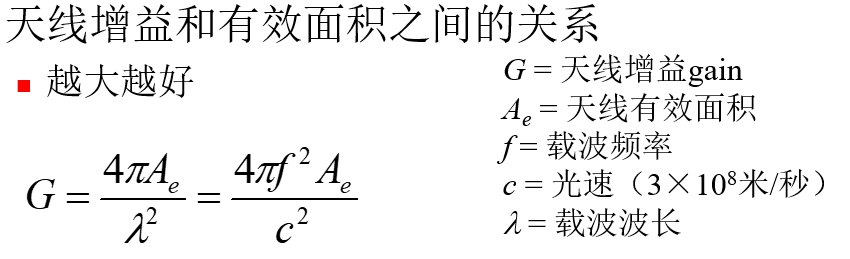 天线增益和有效面积之间的关系
越大越好
G = 4πAₑ/λ² = 4πf²Aₑ/c²
G = 天线增益gain
Aₑ = 天线有效面积
f = 载波频率
c = 光速（3×10⁸米/秒）
λ = 载波波长